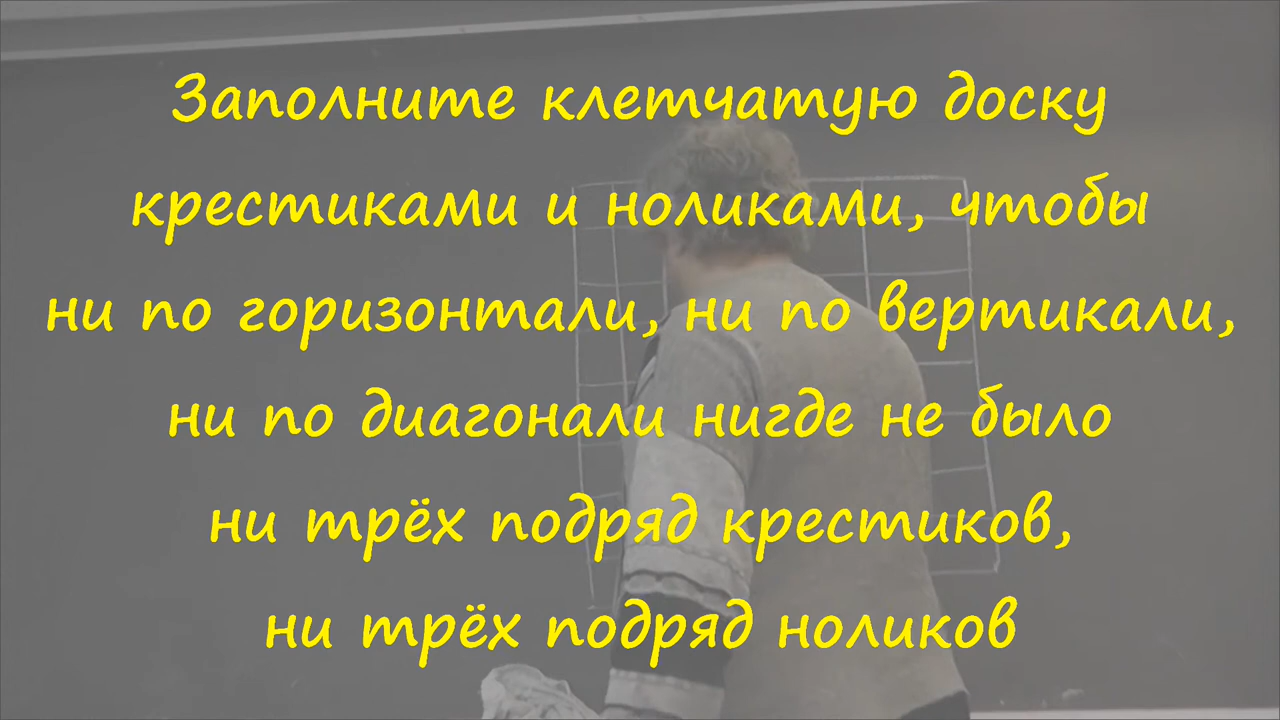 Заполните клетчатую доску
крестиками и ноликами, чтобы
ни по горизонтали, ни по вертикали,
ни по диагонали нигде не было
ни трёх подряд крестиков,
ни трёх подряд ноликов